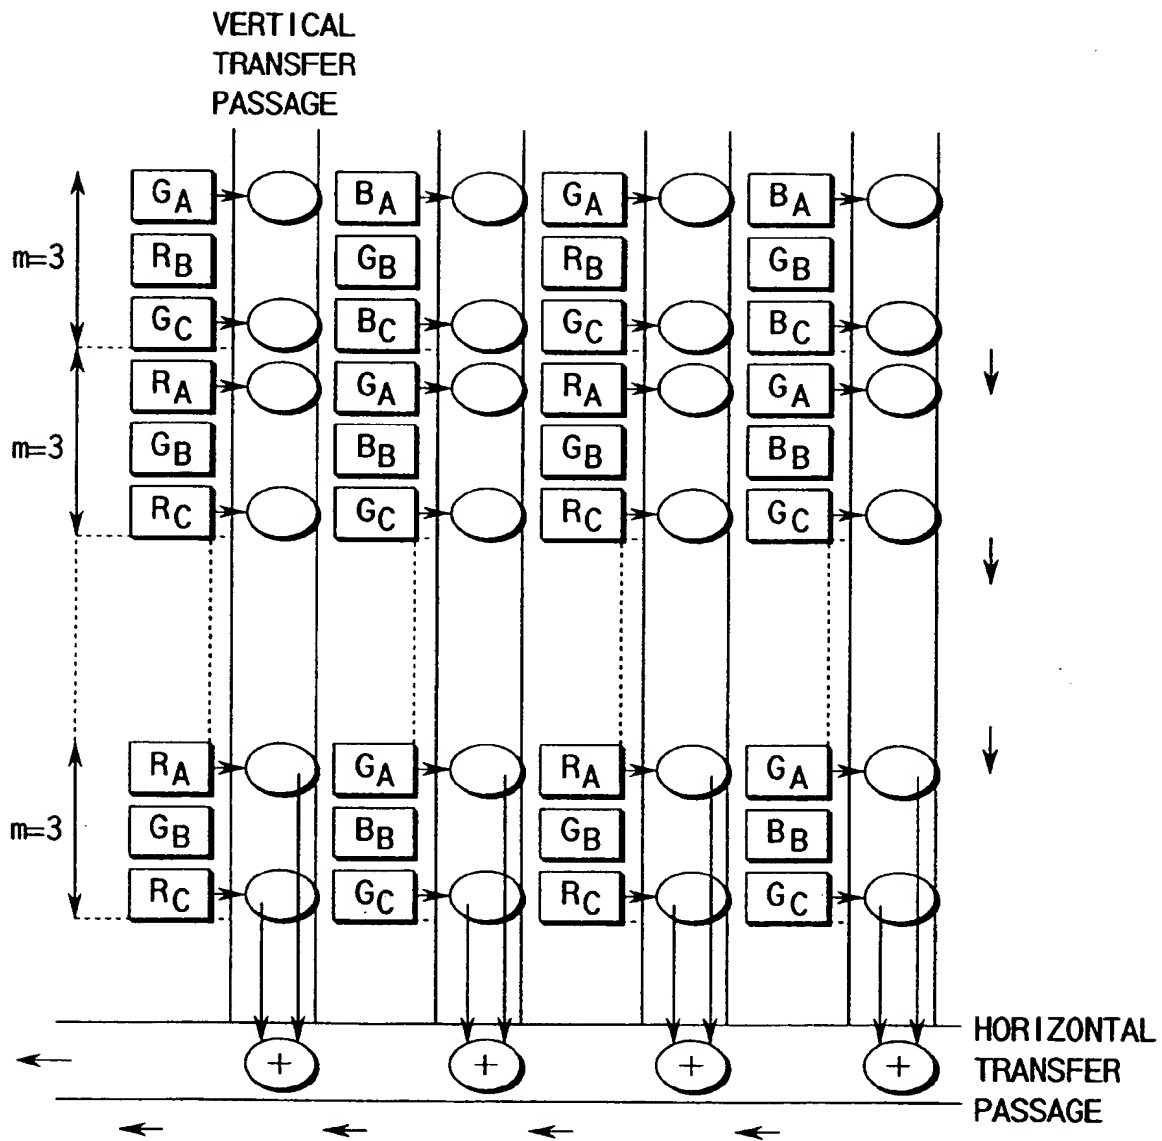 VERTICAL
TRANSFER
PASSAGE
GA BA GA BA
m=3 RB GB RB GB
GC BC GC BC
RA GA RA GA
m=3 GB BB GB BB
RC GC RC GC
RA GA RA GA
m=3 GB BB GB BB
RC GC RC GC
+ + + +
HORIZONTAL
TRANSFER
PASSAGE